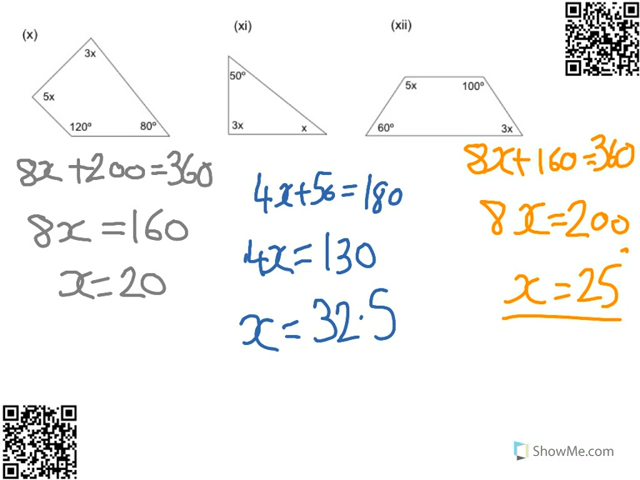 (x)
3x
5x
120º
80º
8x+200=360
8x=160
x=20
(xi)
50º
3x
x
4x+50=180
4x=130
x=32.5
(xii)
5x
100º
60º
3x
8x+160=360
8x=200
x=25
ShowMe.com